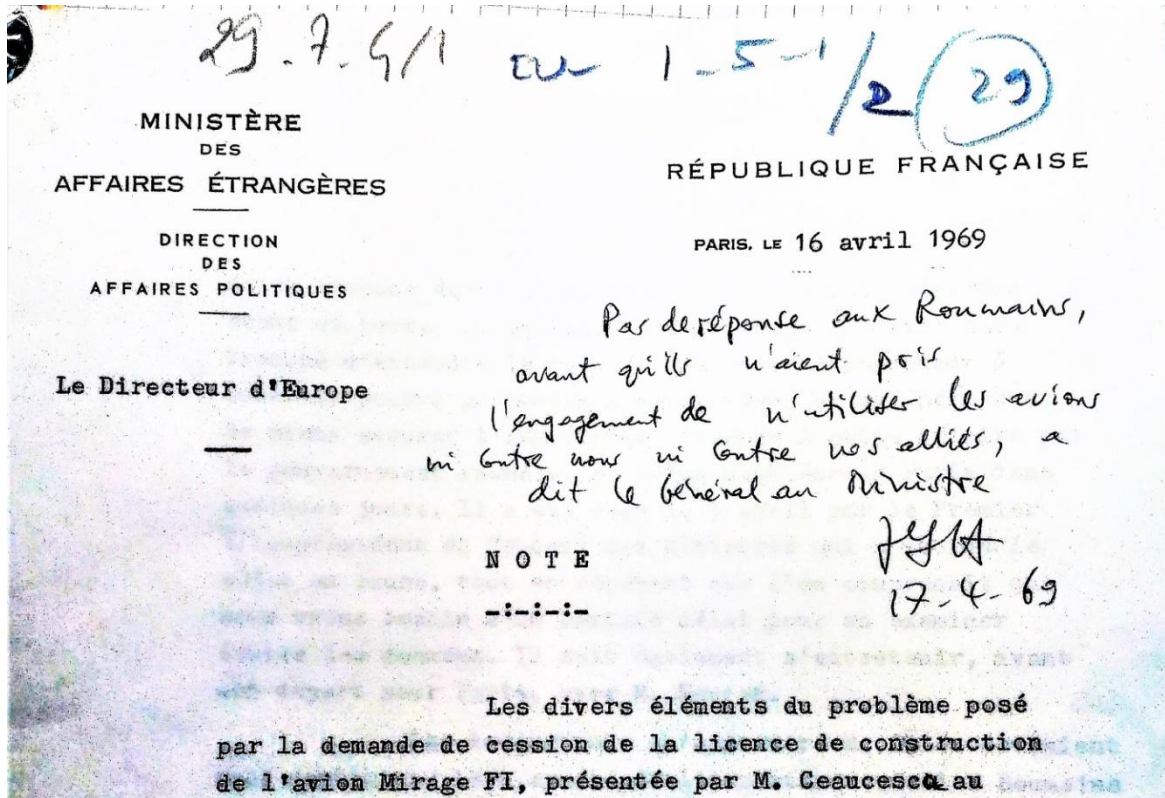 29.7.4/1 EU- 1-5-1/2 (29)
MINISTÈRE
DES
AFFAIRES ÉTRANGÈRES
DIRECTION
DES
AFFAIRES POLITIQUES
Le Directeur d'Europe
RÉPUBLIQUE FRANÇAISE
PARIS, LE 16 avril 1969
Pas de réponse aux Roumains,
avant qu'ils n'aient pris
l'engagement de n'utiliser les avions
ni contre nous ni contre nos alliés, a
dit le Général au Ministre
17-4-69
NOTE
-:-:-:-
Les divers éléments du problème posé
par la demande de cession de la licence de construction
de l'avion Mirage FI, présentée par M. Ceaucescu au